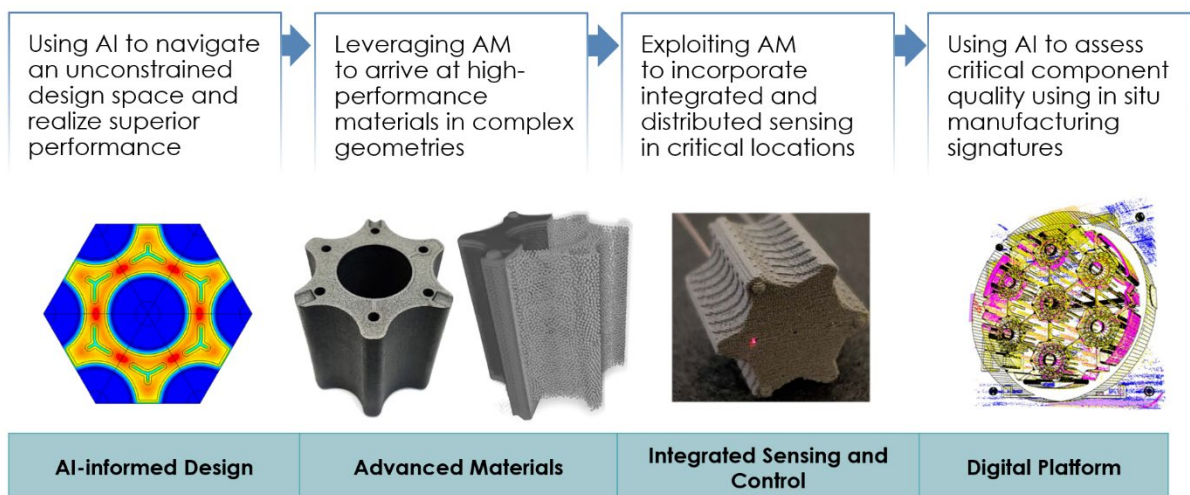 Using AI to navigate
an unconstrained
design space and
realize superior
performance
Leveraging AM
to arrive at high-
performance
materials in complex
geometries
Exploiting AM
to incorporate
integrated and
distributed sensing
in critical locations
Using AI to assess
critical component
quality using in situ
manufacturing
signatures
AI-informed Design
Advanced Materials
Integrated Sensing and
Control
Digital Platform